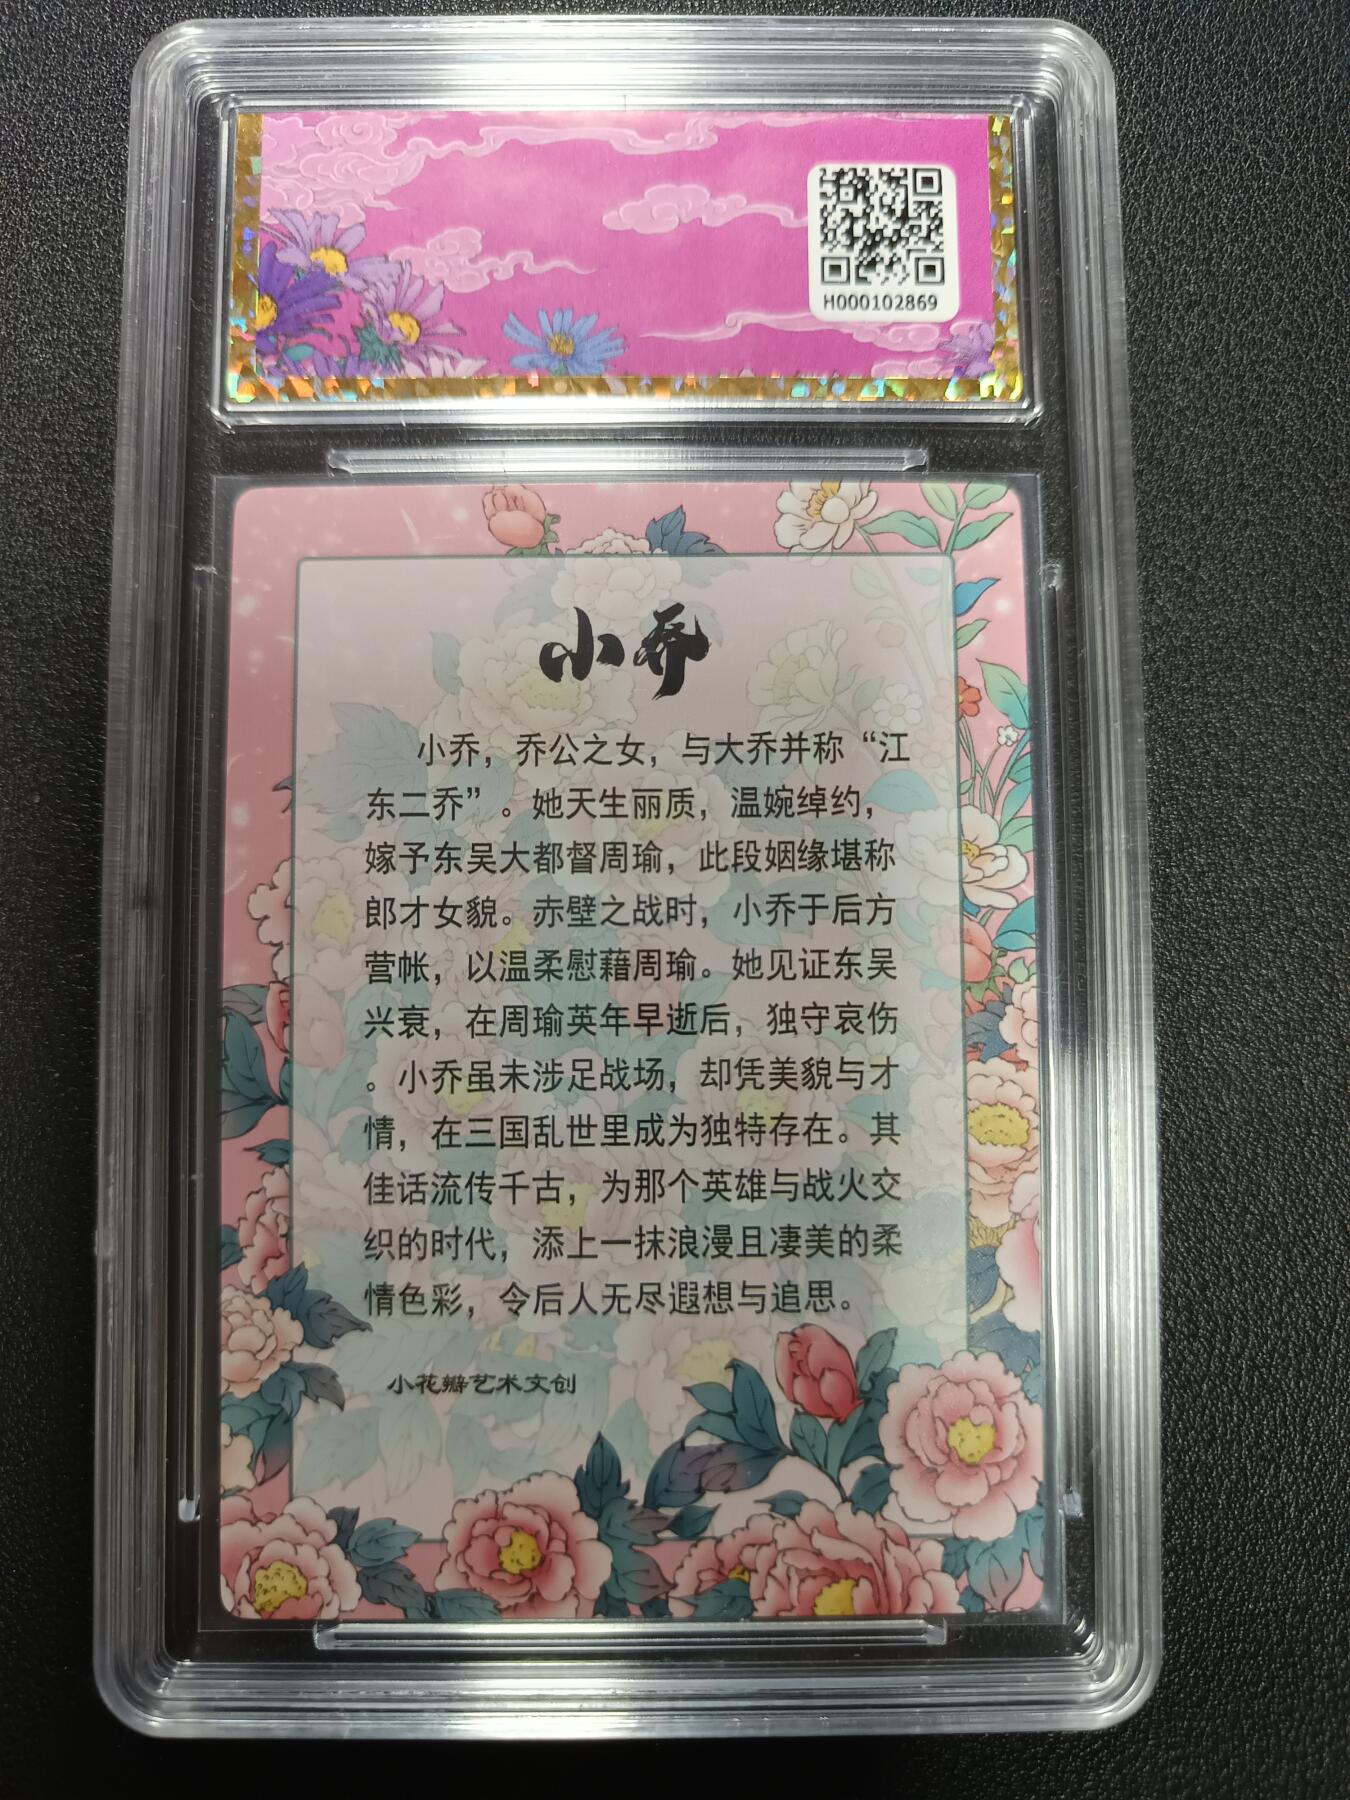 H000102869
小乔
小乔，乔公之女，与大乔并称“江
东二乔”。她天生丽质，温婉绰约，
嫁予东吴大都督周瑜，此段姻缘堪称
郎才女貌。赤壁之战时，小乔于后方
营帐，以温柔慰藉周瑜。她见证东吴
兴衰，在周瑜英年早逝后，独守哀伤
。小乔虽未涉足战场，却凭美貌与才
情，在三国乱世里成为独特存在。其
佳话流传千古，为那个英雄与战火交
织的时代，添上一抹浪漫且凄美的柔
情色彩，令后人无尽遐想与追思。
小花瓣艺术文创